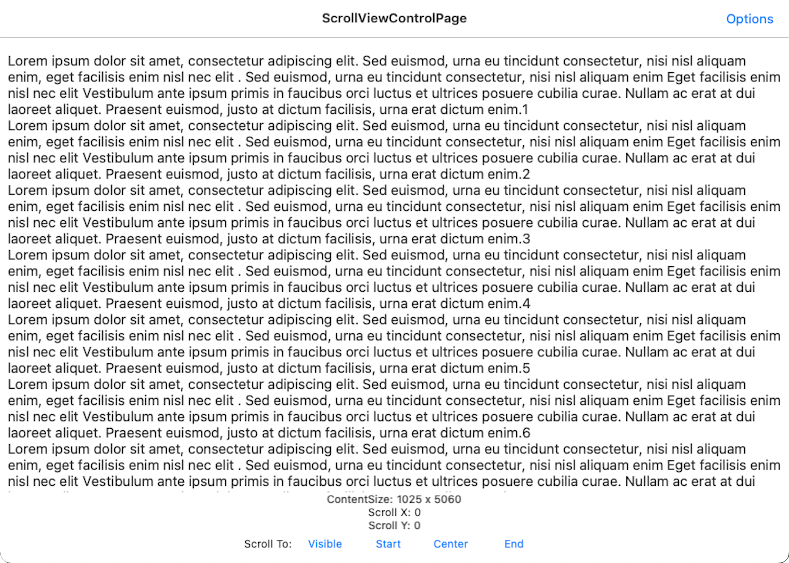 ScrollViewControlPage
Options
Lorem ipsum dolor sit amet, consectetur adipiscing elit. Sed euismod, urna eu tincidunt consectetur, nisi nisl aliquam
enim, eget facilisis enim nisl nec elit . Sed euismod, urna eu tincidunt consectetur, nisi nisl aliquam enim Eget facilisis enim
nisl nec elit Vestibulum ante ipsum primis in faucibus orci luctus et ultrices posuere cubilia curae. Nullam ac erat at dui
laoreet aliquet. Praesent euismod, justo at dictum facilisis, urna erat dictum enim.1
Lorem ipsum dolor sit amet, consectetur adipiscing elit. Sed euismod, urna eu tincidunt consectetur, nisi nisl aliquam
enim, eget facilisis enim nisl nec elit . Sed euismod, urna eu tincidunt consectetur, nisi nisl aliquam enim Eget facilisis enim
nisl nec elit Vestibulum ante ipsum primis in faucibus orci luctus et ultrices posuere cubilia curae. Nullam ac erat at dui
laoreet aliquet. Praesent euismod, justo at dictum facilisis, urna erat dictum enim.2
Lorem ipsum dolor sit amet, consectetur adipiscing elit. Sed euismod, urna eu tincidunt consectetur, nisi nisl aliquam
enim, eget facilisis enim nisl nec elit . Sed euismod, urna eu tincidunt consectetur, nisi nisl aliquam enim Eget facilisis enim
nisl nec elit Vestibulum ante ipsum primis in faucibus orci luctus et ultrices posuere cubilia curae. Nullam ac erat at dui
laoreet aliquet. Praesent euismod, justo at dictum facilisis, urna erat dictum enim.3
Lorem ipsum dolor sit amet, consectetur adipiscing elit. Sed euismod, urna eu tincidunt consectetur, nisi nisl aliquam
enim, eget facilisis enim nisl nec elit . Sed euismod, urna eu tincidunt consectetur, nisi nisl aliquam enim Eget facilisis enim
nisl nec elit Vestibulum ante ipsum primis in faucibus orci luctus et ultrices posuere cubilia curae. Nullam ac erat at dui
laoreet aliquet. Praesent euismod, justo at dictum facilisis, urna erat dictum enim.4
Lorem ipsum dolor sit amet, consectetur adipiscing elit. Sed euismod, urna eu tincidunt consectetur, nisi nisl aliquam
enim, eget facilisis enim nisl nec elit . Sed euismod, urna eu tincidunt consectetur, nisi nisl aliquam enim Eget facilisis enim
nisl nec elit Vestibulum ante ipsum primis in faucibus orci luctus et ultrices posuere cubilia curae. Nullam ac erat at dui
laoreet aliquet. Praesent euismod, justo at dictum facilisis, urna erat dictum enim.5
Lorem ipsum dolor sit amet, consectetur adipiscing elit. Sed euismod, urna eu tincidunt consectetur, nisi nisl aliquam
enim, eget facilisis enim nisl nec elit . Sed euismod, urna eu tincidunt consectetur, nisi nisl aliquam enim Eget facilisis enim
nisl nec elit Vestibulum ante ipsum primis in faucibus orci luctus et ultrices posuere cubilia curae. Nullam ac erat at dui
laoreet aliquet. Praesent euismod, justo at dictum facilisis, urna erat dictum enim.6
Lorem ipsum dolor sit amet, consectetur adipiscing elit. Sed euismod, urna eu tincidunt consectetur, nisi nisl aliquam
enim, eget facilisis enim nisl nec elit . Sed euismod, urna eu tincidunt consectetur, nisi nisl aliquam enim Eget facilisis enim
nisl nec elit Vestibulum ante ipsum primis in faucibus orci luctus et ultrices posuere cubilia curae. Nullam ac erat at dui
ContentSize: 1025 x 5060
Scroll X: 0
Scroll Y: 0
Scroll To: Visible Start Center End